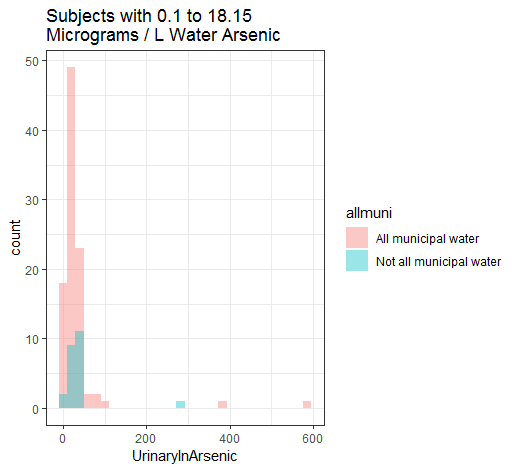 Subjects with 0.1 to 18.15
Micrograms / L Water Arsenic
50
40
30
20
10
0
count
0 200 400 600
UrinaryInArsenic
allmuni
All municipal water
Not all municipal water